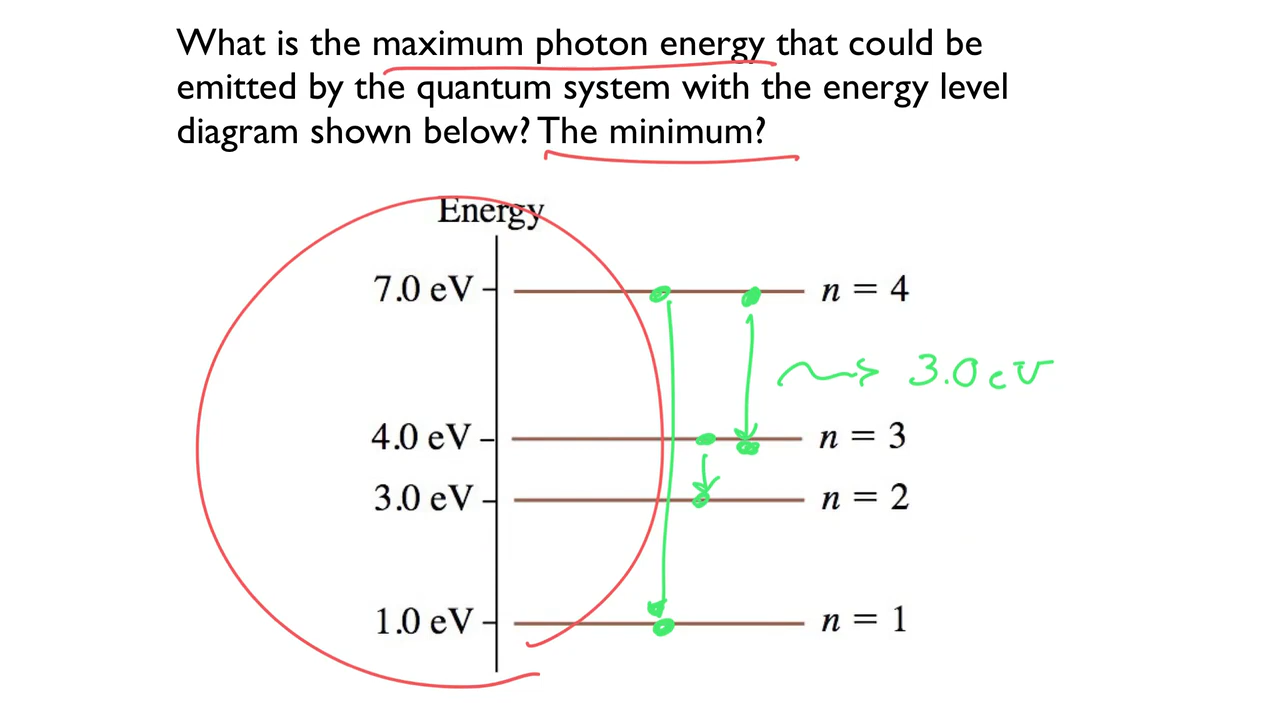 What is the maximum photon energy that could be
emitted by the quantum system with the energy level
diagram shown below? The minimum?
Energy
7.0 eV
n = 4
3.0 eV
4.0 eV
n = 3
3.0 eV
n = 2
1.0 eV
n = 1